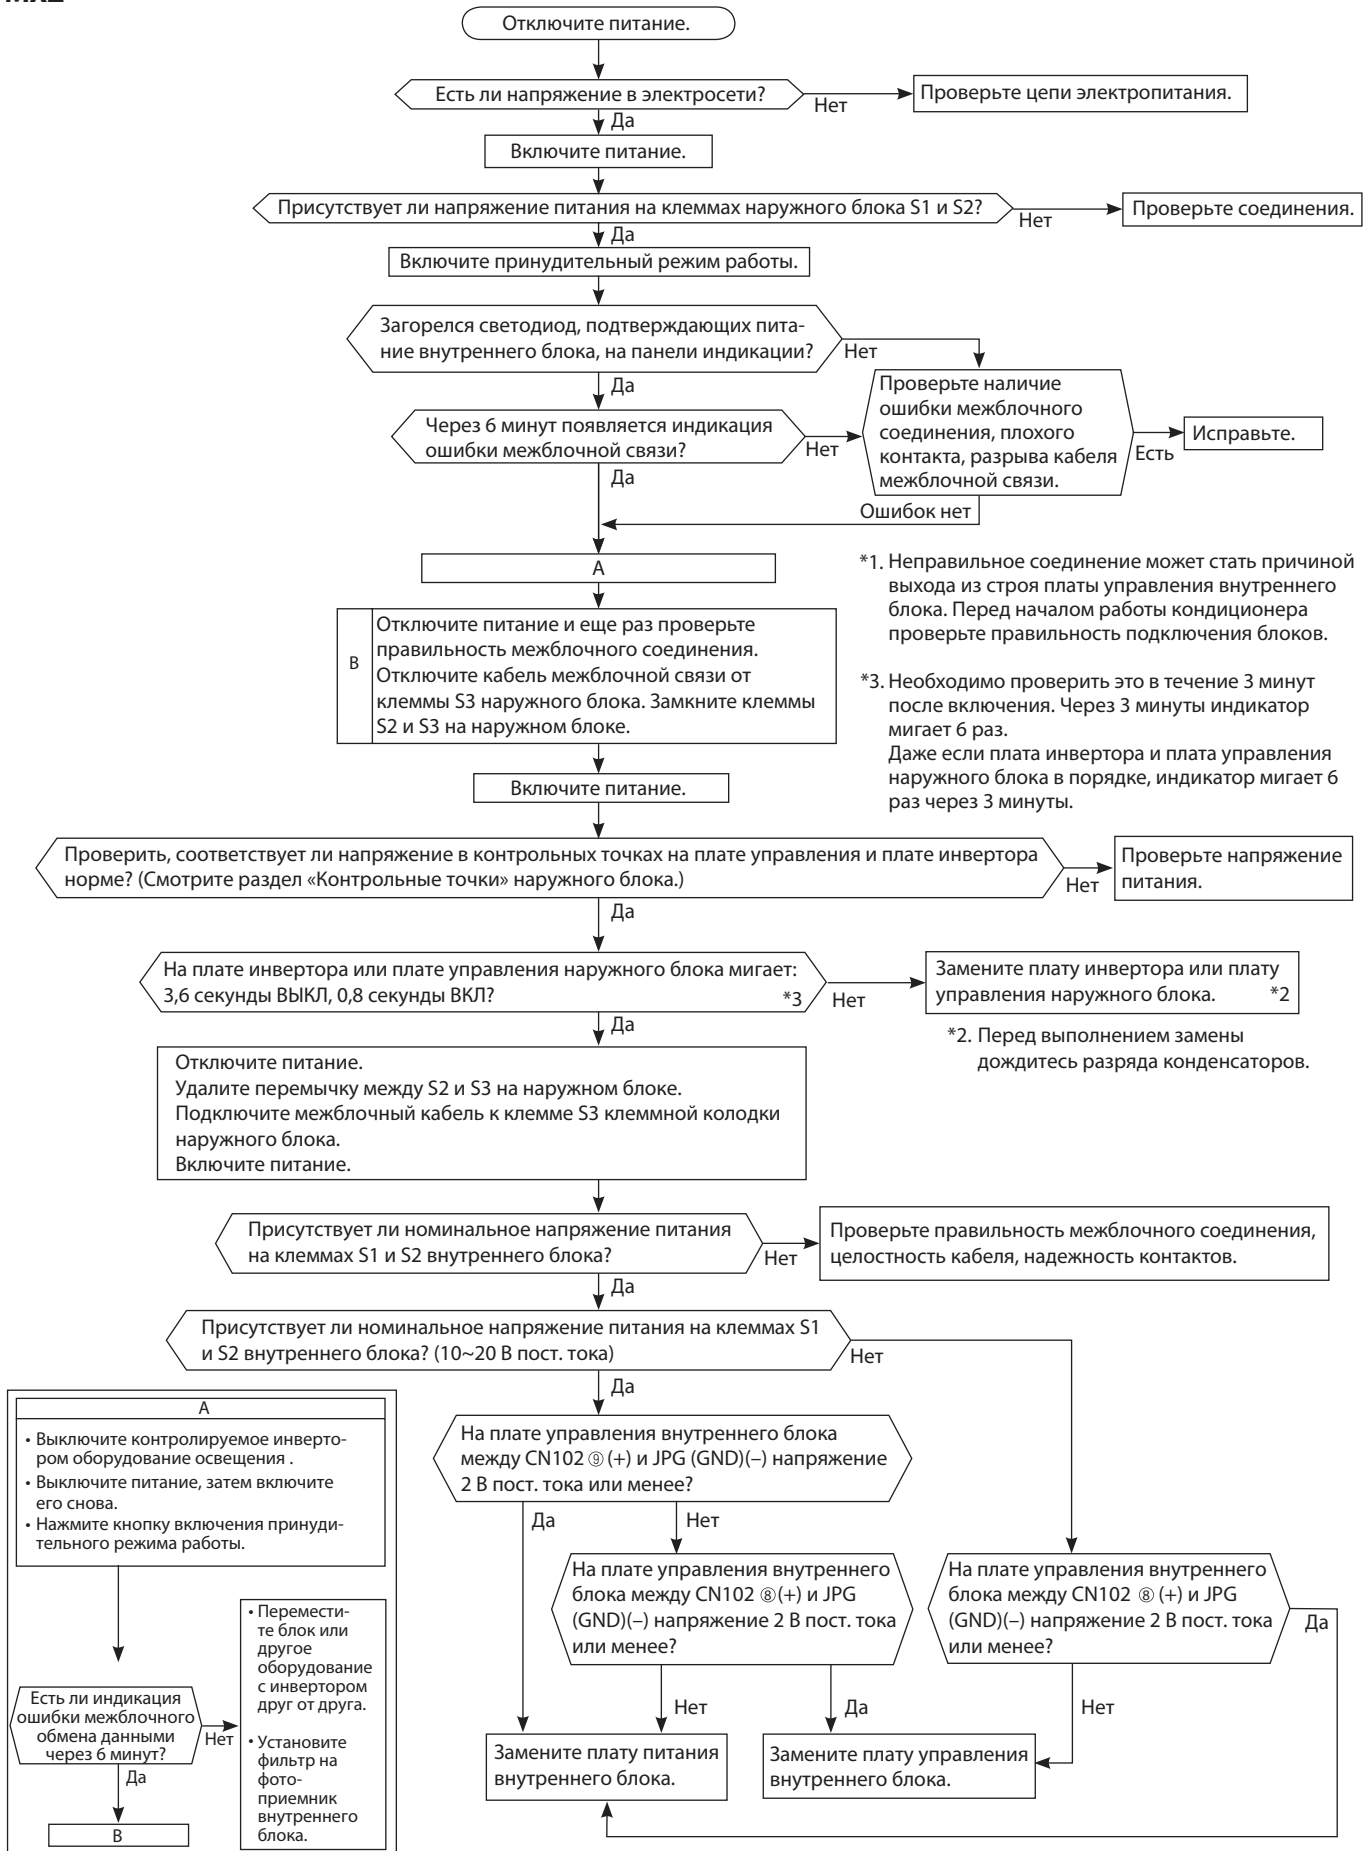 Отключите питание.
Есть ли напряжение в электросети?
Нет
Проверьте цепи электропитания.
Да
Включите питание.
Присутствует ли напряжение питания на клеммах наружного блока S1 и S2?
Нет
Проверьте соединения.
Да
Включите принудительный режим работы.
Загорелся светодиод, подтверждающих пита-
ние внутреннего блока, на панели индикации?
Нет
Да
Проверьте наличие
ошибки межблочного
соединения, плохого
контакта, разрыва кабеля
межблочной связи.
Есть
Исправьте.
Через 6 минут появляется индикация
ошибки межблочной связи?
Нет
Да
Ошибок нет
A
*1. Неправильное соединение может стать причиной
выхода из строя платы управления внутреннего
блока. Перед началом работы кондиционера
проверьте правильность подключения блоков.
B
Отключите питание и еще раз проверьте
правильность межблочного соединения.
Отключите кабель межблочной связи от
клеммы S3 наружного блока. Замкните клеммы
S2 и S3 на наружном блоке.
*3. Необходимо проверить это в течение 3 минут
после включения. Через 3 минуты индикатор
мигает 6 раз.
Даже если плата инвертора и плата управления
наружного блока в порядке, индикатор мигает 6
раз через 3 минуты.
Включите питание.
Проверить, соответствует ли напряжение в контрольных точках на плате управления и плате инвертора
норме? (Смотрите раздел «Контрольные точки» наружного блока.)
Нет
Проверьте напряжение
питания.
Да
На плате инвертора или плате управления наружного блока мигает:
3,6 секунды ВЫКЛ, 0,8 секунды ВКЛ? *3
Нет
Замените плату инвертора или плату
управления наружного блока. *2
*2. Перед выполнением замены
дождитесь разряда конденсаторов.
Да
Отключите питание.
Удалите перемычку между S2 и S3 на наружном блоке.
Подключите межблочный кабель к клемме S3 клеммной колодки
наружного блока.
Включите питание.
Присутствует ли номинальное напряжение питания
на клеммах S1 и S2 внутреннего блока?
Нет
Проверьте правильность межблочного соединения,
целостность кабеля, надежность контактов.
Да
Присутствует ли номинальное напряжение питания на клеммах S1
и S2 внутреннего блока? (10~20 В пост. тока)
Нет
Да
На плате управления внутреннего блока
между CN102 ⑨ (+) и JPG (GND)(–) напряжение
2 В пост. тока или менее?
Да
Нет
На плате управления внутреннего
блока между CN102 ⑧(+) и JPG
(GND)(–) напряжение 2 В пост. тока
или менее?
Нет
Да
На плате управления внутреннего
блока между CN102 ⑧ (+) и JPG
(GND)(–) напряжение 2 В пост. тока
или менее?
Да
Нет
Замените плату питания
внутреннего блока.
Замените плату управления
внутреннего блока.
A
• Выключите контролируемое инверто-
ром оборудование освещения .
• Выключите питание, затем включите
его снова.
• Нажмите кнопку включения принуди-
тельного режима работы.
Есть ли индикация
ошибки межблочного
обмена данными
через 6 минут?
Нет
• Перемести-
те блок или
другое
оборудование
с инвертором
друг от друга.
• Установите
фильтр на
фото-
приемник
внутреннего
блока.
Да
B